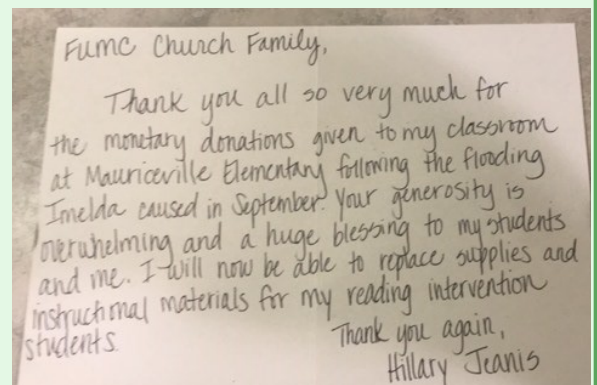 FUMC Church Family,
Thank you all so very much for
the monetary donations given to my classroom
at Mauriceville Elementary following the flooding
Imelda caused in September. Your generosity is
overwhelming and a huge blessing to my students
and me. I will now be able to replace supplies and
instructional materials for my reading intervention
students.
Thank you again,
Hillary Jeanis